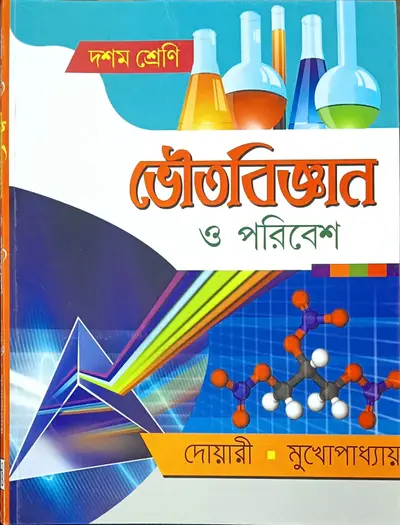 দশম শ্রেণি
ভৌতবিজ্ঞান
ও পরিবেশ
দোয়ারী ▪ মুখোপাধ্যায়